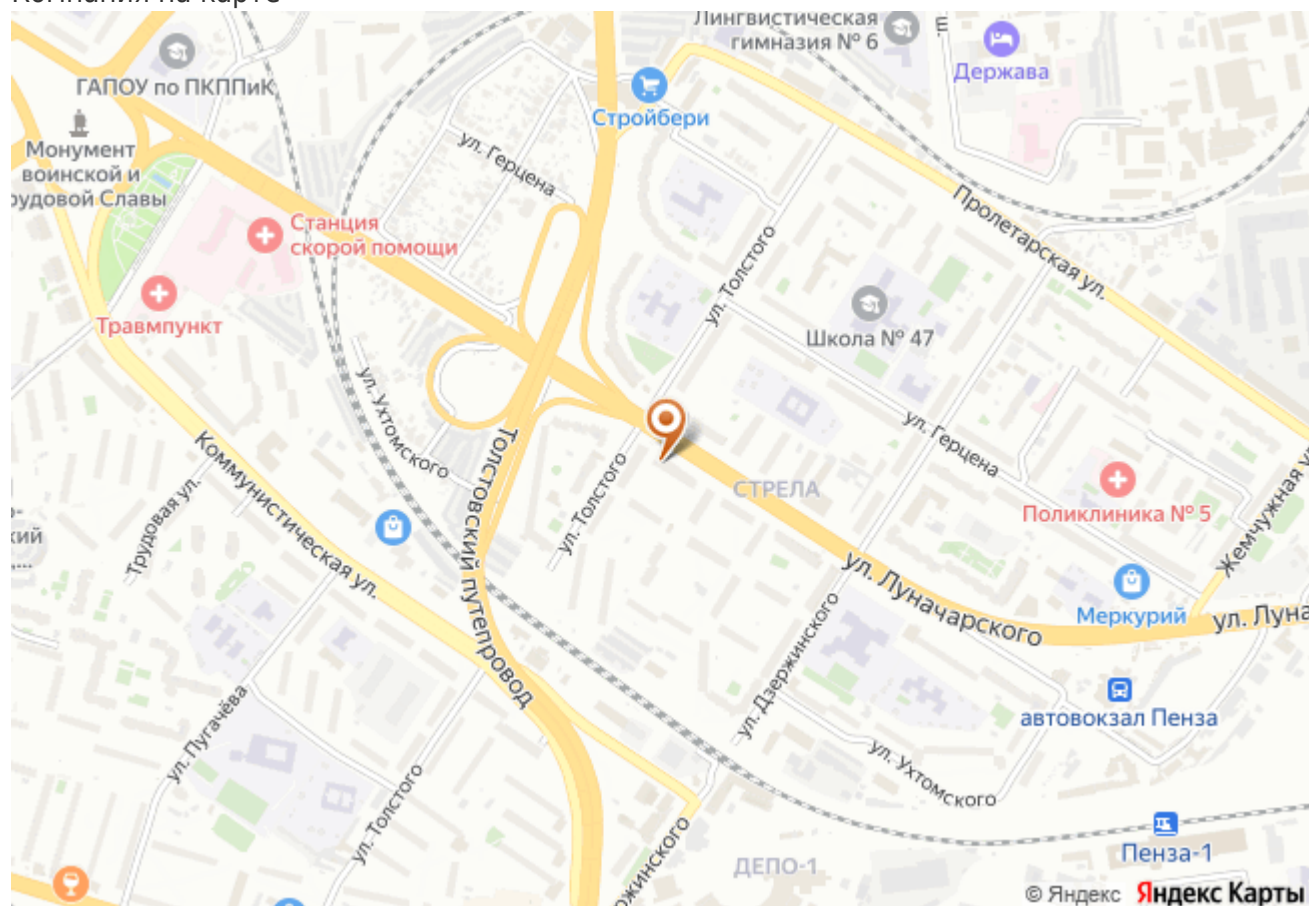 Лингвистическая
гимназия № 6
ш.
Держава
ГАПОУ по ПКППиК
Стройбери
Монумент
воинской и
рудовой Славы
ул. Герцена
Станция
скорой помощи
Пролетарская ул.
Травмпункт
ул. Толстого
Школа № 47
ул. Ухтомского
ул. Герцена
Коммунистическая ул.
Толстовский путепровод
ул. Толстого
СТРЕЛА
Поликлиника № 5
Жемчужная у
кий
Трудовая ул.
ул. Луначарского
Меркурий
ул. Луна
ул. Дзержинского
автовокзал Пенза
ул. Пугачёва
ул. Ухтомского
ул. Толстого
Пенза-1
ДЕПО-1
ержинского
© Яндекс Яндекс Карты